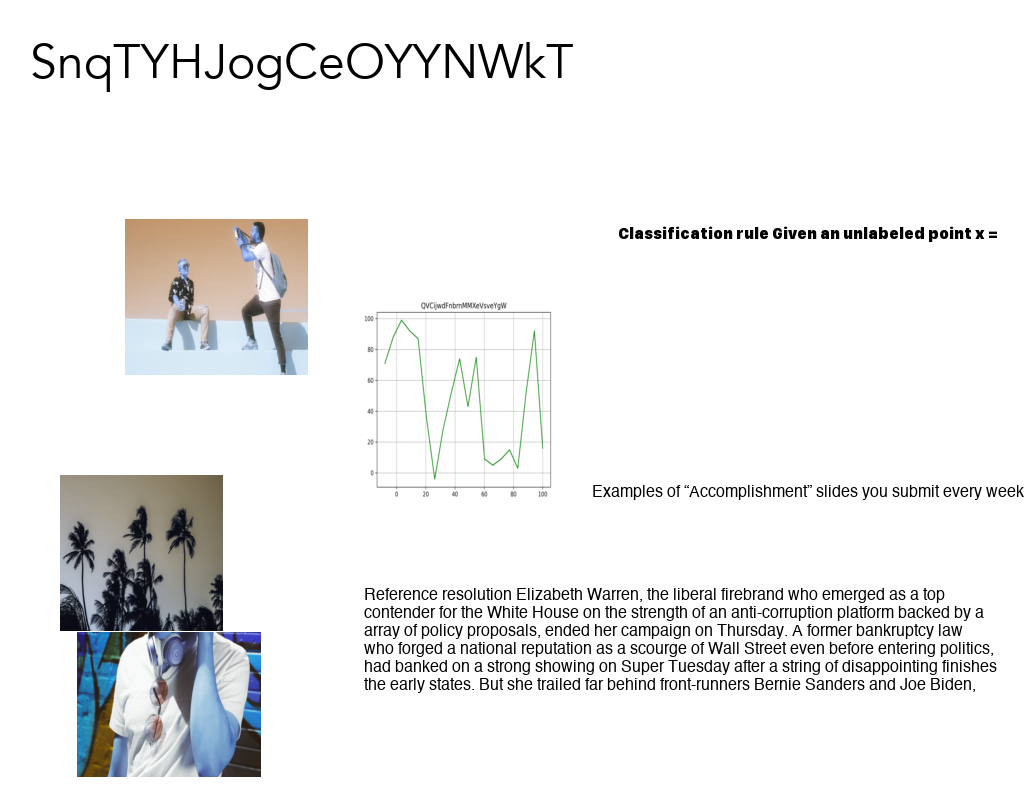 SnqTYHJogCeOYYNWkT
Classification rule Given an unlabeled point x =
QVCijwdFnbrnMMXeVsveYgW
100
80
60
40
20
0
0 20 40 60 80 100
Examples of “Accomplishment” slides you submit every week
Reference resolution Elizabeth Warren, the liberal firebrand who emerged as a top
contender for the White House on the strength of an anti-corruption platform backed by a
array of policy proposals, ended her campaign on Thursday. A former bankruptcy law
who forged a national reputation as a scourge of Wall Street even before entering politics,
had banked on a strong showing on Super Tuesday after a string of disappointing finishes
the early states. But she trailed far behind front-runners Bernie Sanders and Joe Biden,